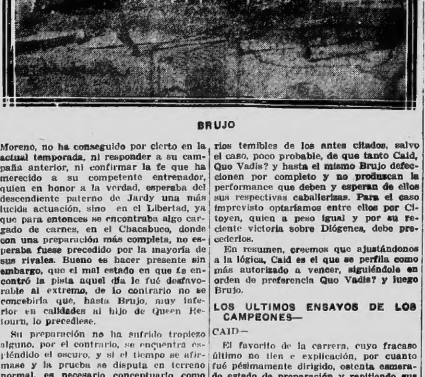 BRUJO
Moreno, no ha conseguido por cierto en la
actual temporada, ni responder a su cam-
paña anterior, ni confirmar la fe que ha
merecido a su competente entrenador,
quien en honor a la verdad, esperaba del
descendiente paterno de Jardy una más
lucida actuación, sino en el Libertad, ya
que para entonces se encontraba algo car-
gado de carnes, en el Chacabuco, donde
con una preparación más completa, no es-
peraba fuese precedido por la mayoría de
sus rivales. Bueno es hacer presente sin
embargo, que el mal estado en que se en-
contró la pista aquel día le fué desfavo-
rable al extremo, de lo contrario no se
concebiría que, hasta Brujo, muy infe-
rior en calidades al hijo de Queen Re-
tourn, lo precediese.
Su preparación no ha sufrido tropiezo
alguno, por el contrario, se encuentra es-
pléndido el oscuro, y si el tiempo se afir-
mase y la prueba se disputa en terreno
normal, es necesario conceptuarlo como
rios temibles de los antes citados, salvo
el caso, poco probable, de que tanto Caid,
Quo Vadis? y hasta el mismo Brujo defec-
cionen por completo y no produzcan la
performance que deben y esperan de ellos
sus respectivas caballerizas. Para el caso
imprevisto optaríamos entre ellos por Ci-
toyen, quien a peso igual y por su re-
ciente victoria sobre Diógenes, debe pre-
cederlos.
En resumen, creemos que ajustándonos
a la lógica, Caid es el que se perfila como
más autorizado a vencer, siguiéndole en
orden de preferencia Quo Vadis? y luego
Brujo.
LOS ULTIMOS ENSAYOS DE LOS
CAMPEONES—
CAID—
El favorito de la carrera, cuyo fracaso
último no tien e explicación, por cuanto
fué pésimamente dirigido, ostenta esmera-
do estado de preparación y repitiendo sus